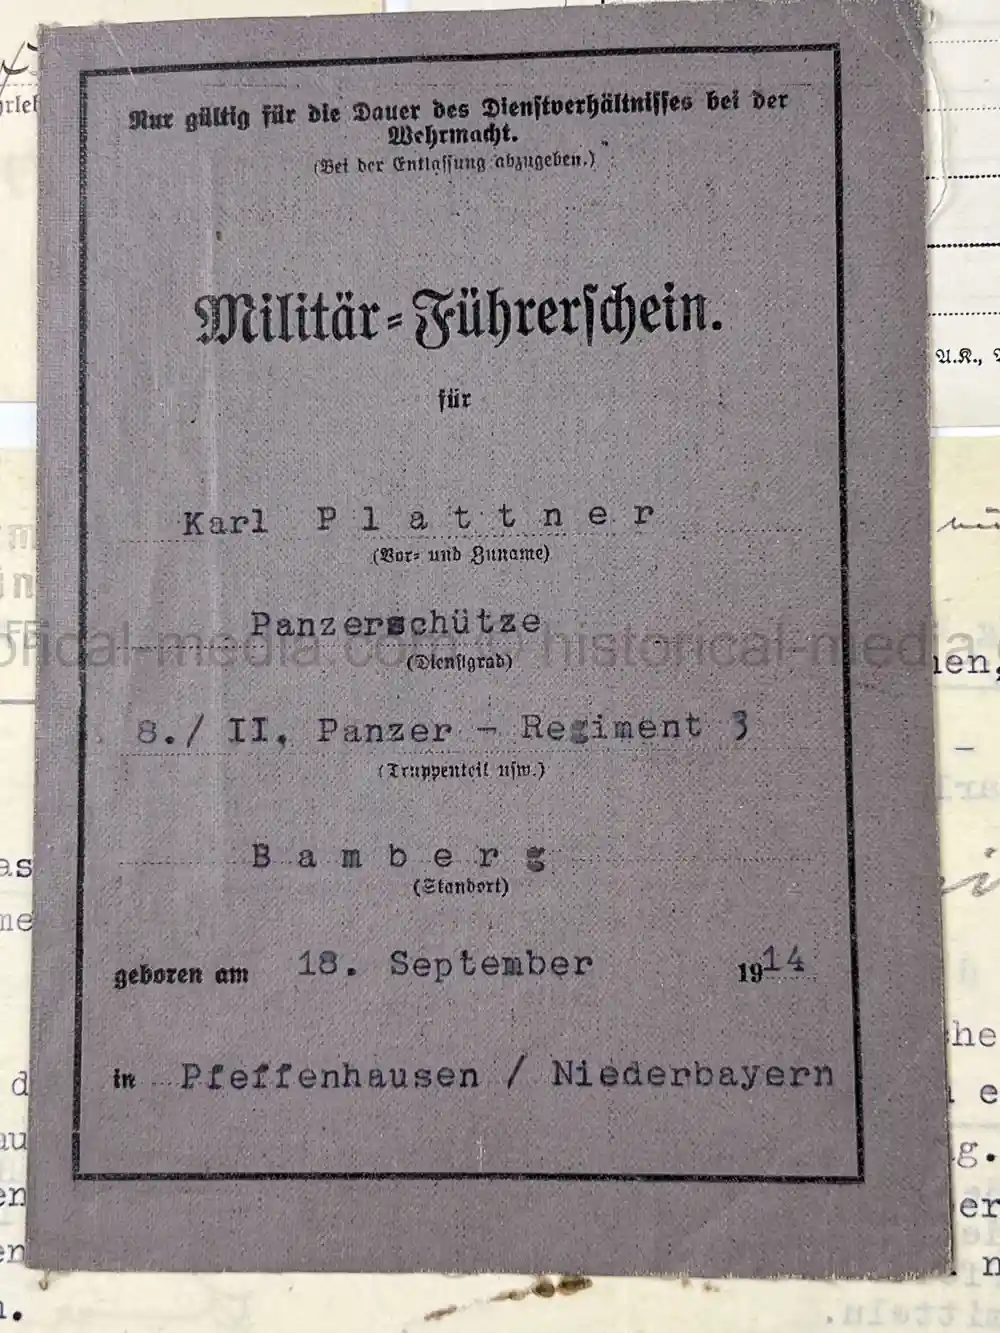 Nur gültig für die Dauer des Dienstverhältnisses bei der
Wehrmacht.
(Bei der Entlassung abzugeben.)
Militär-Führerschein.
für
Karl Plattner
(Vor- und Zuname)
Panzerschütze
(Dienstgrad)
8./ II. Panzer - Regiment 3
(Truppenteil usw.)
Bamberg
(Standort)
geboren am 18. September 1914
in Pfeffenhausen / Niederbayern
historical-media
A.K.,